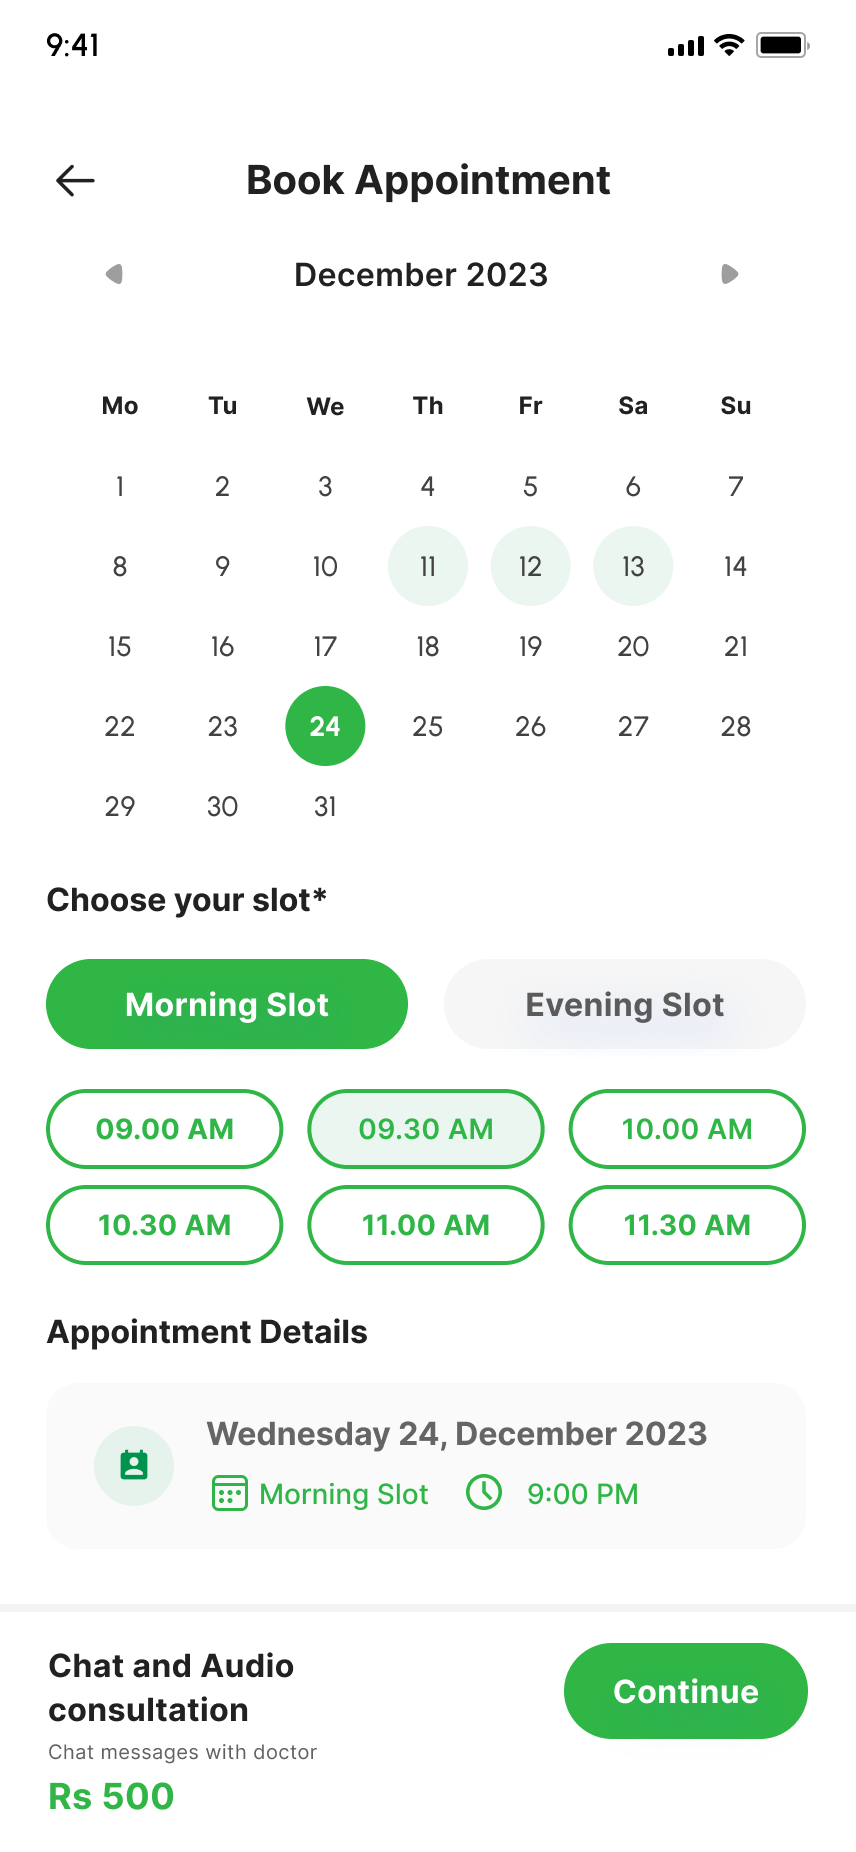 9:41
Book Appointment
December 2023
Mo Tu We Th Fr Sa Su
1 2 3 4 5 6 7
8 9 10 11 12 13 14
15 16 17 18 19 20 21
22 23 24 25 26 27 28
29 30 31
Choose your slot*
Morning Slot Evening Slot
09.00 AM 09.30 AM 10.00 AM
10.30 AM 11.00 AM 11.30 AM
Appointment Details
Wednesday 24, December 2023
Morning Slot 9:00 PM
Chat and Audio
consultation
Continue
Chat messages with doctor
Rs 500